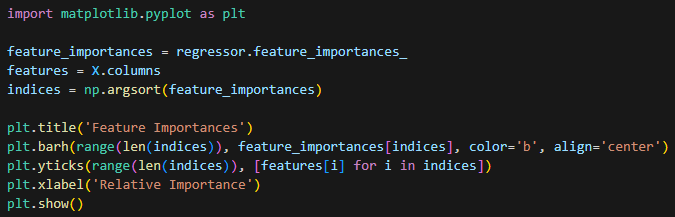 import matplotlib.pyplot as plt
feature_importances = regressor.feature_importances_
features = X.columns
indices = np.argsort(feature_importances)
plt.title('Feature Importances')
plt.barh(range(len(indices)), feature_importances[indices], color='b', align='center')
plt.yticks(range(len(indices)), [features[i] for i in indices])
plt.xlabel('Relative Importance')
plt.show()